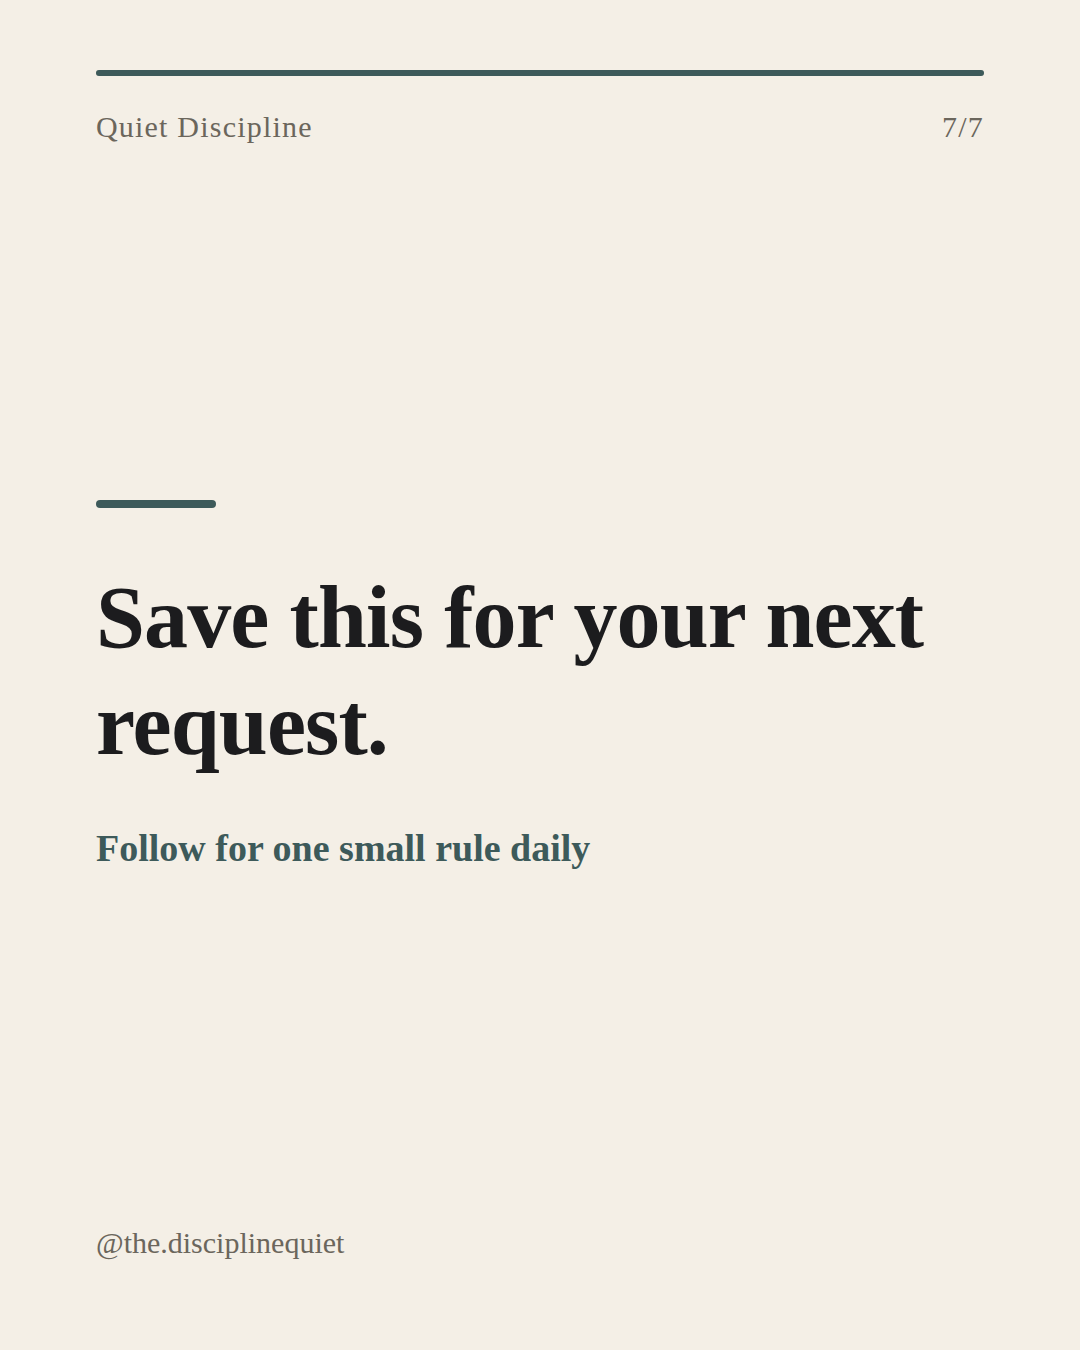 Quiet Discipline
7/7
Save this for your next
request.
Follow for one small rule daily
@the.disciplinequiet